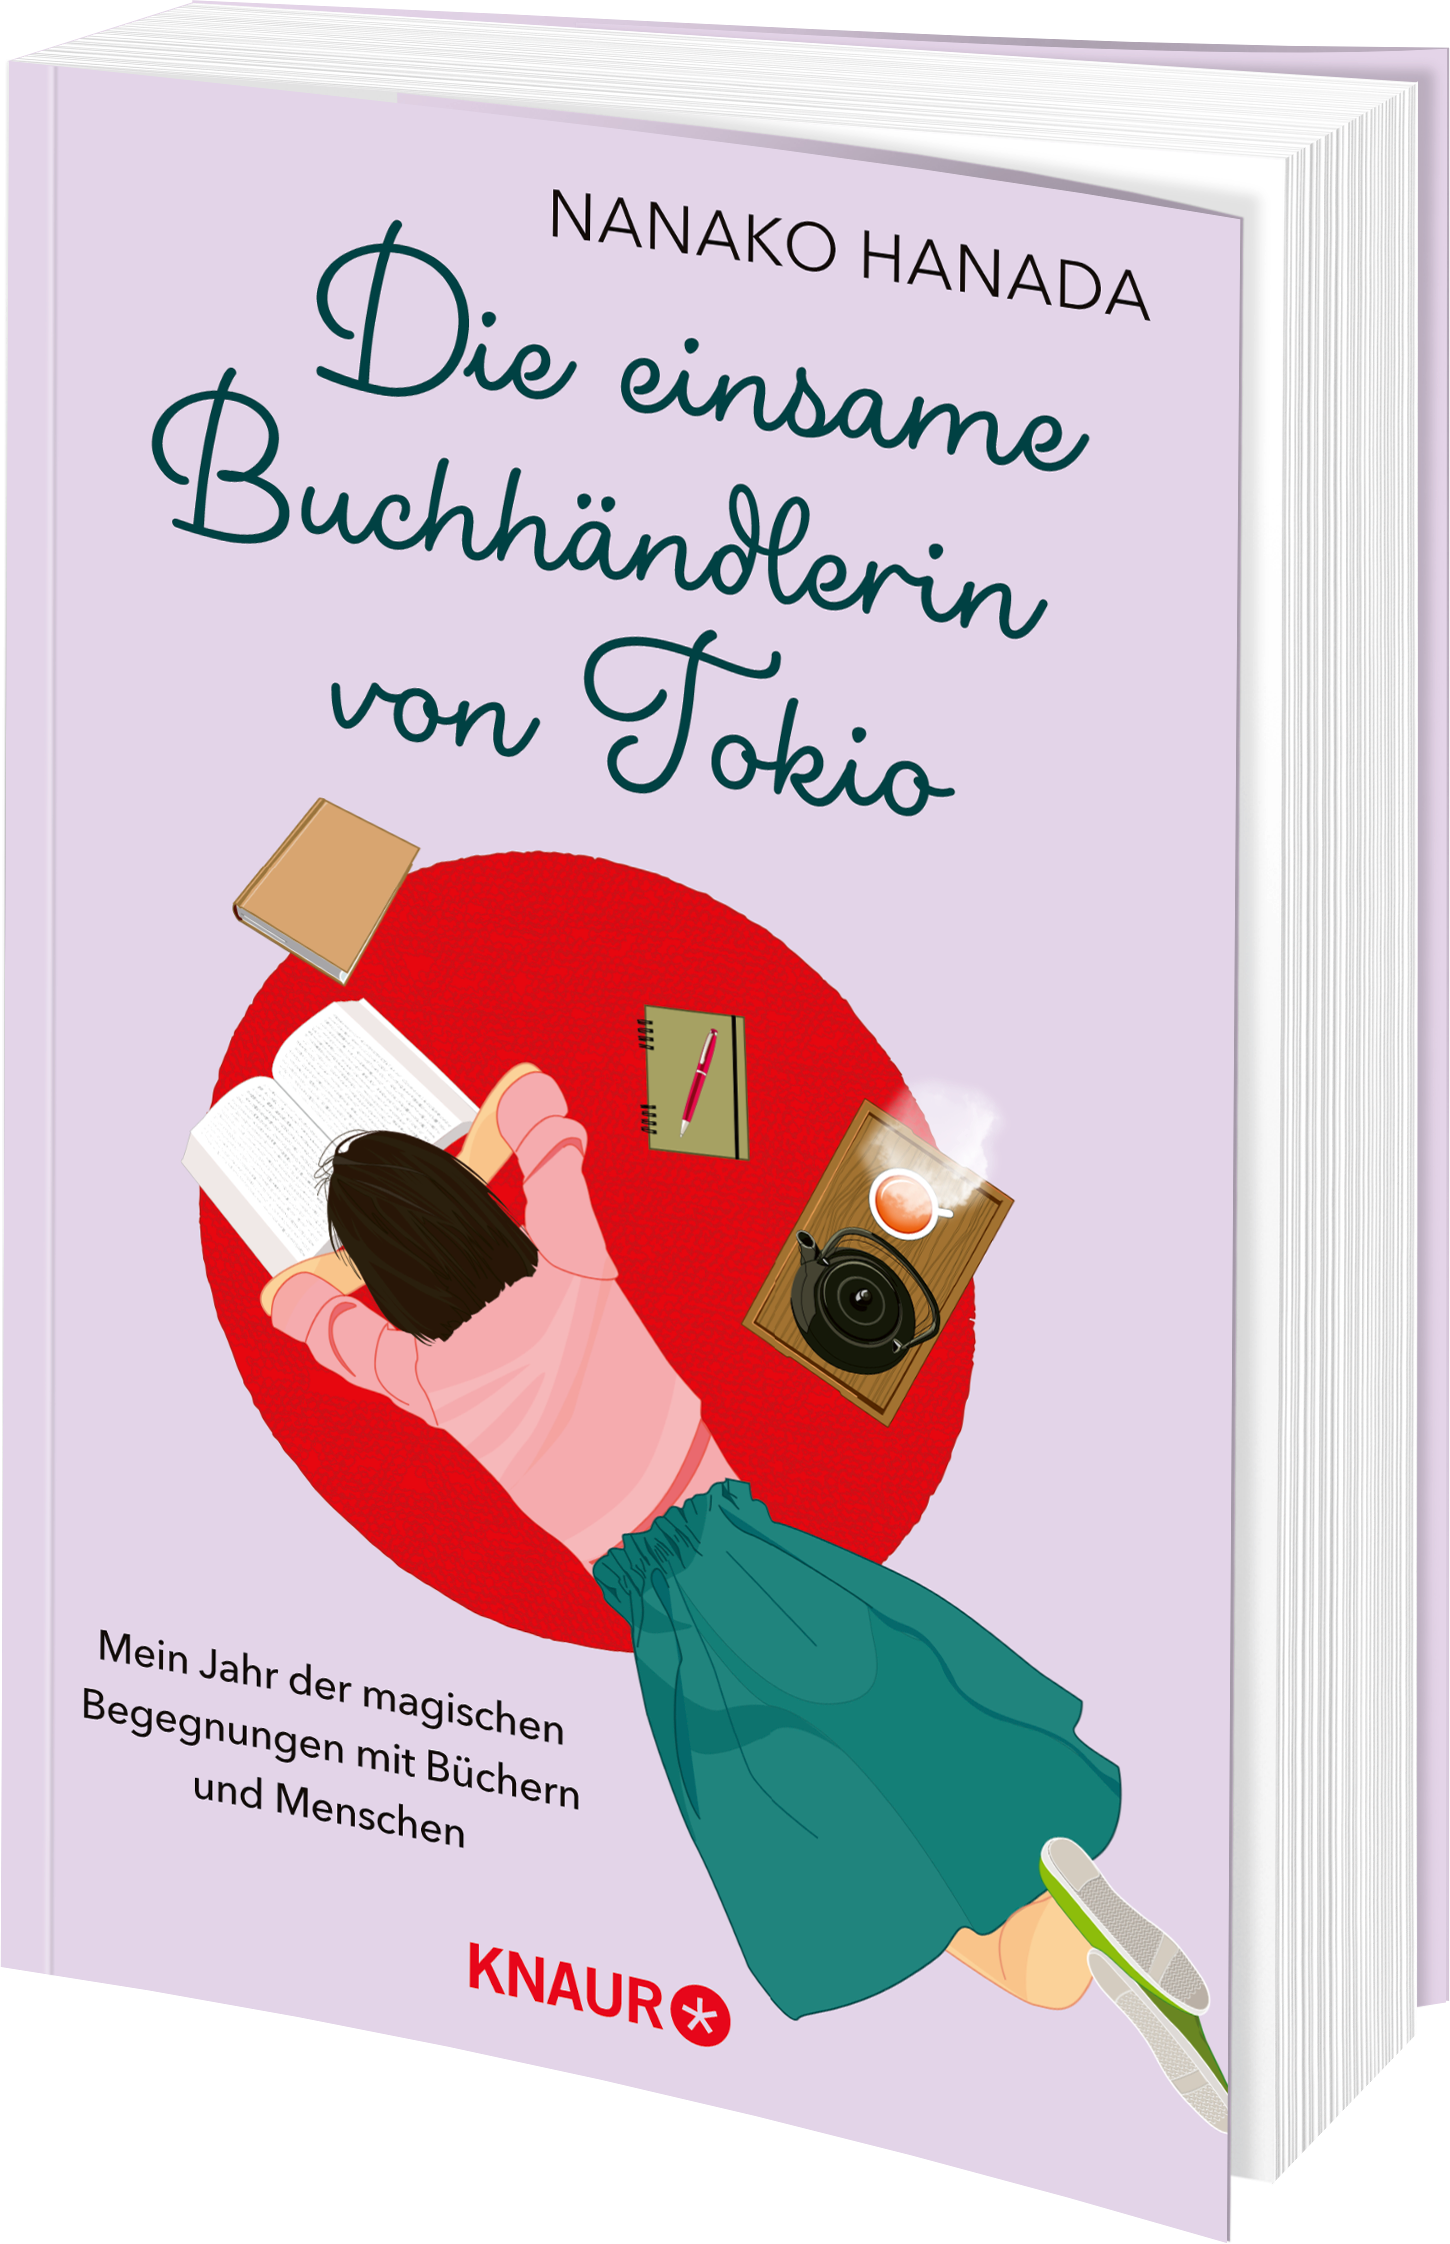 NANAKO HANADA
Die einsame
Buchhändlerin
von Tokio
Mein Jahr der magischen
Begegnungen mit Büchern
und Menschen
KNAUR